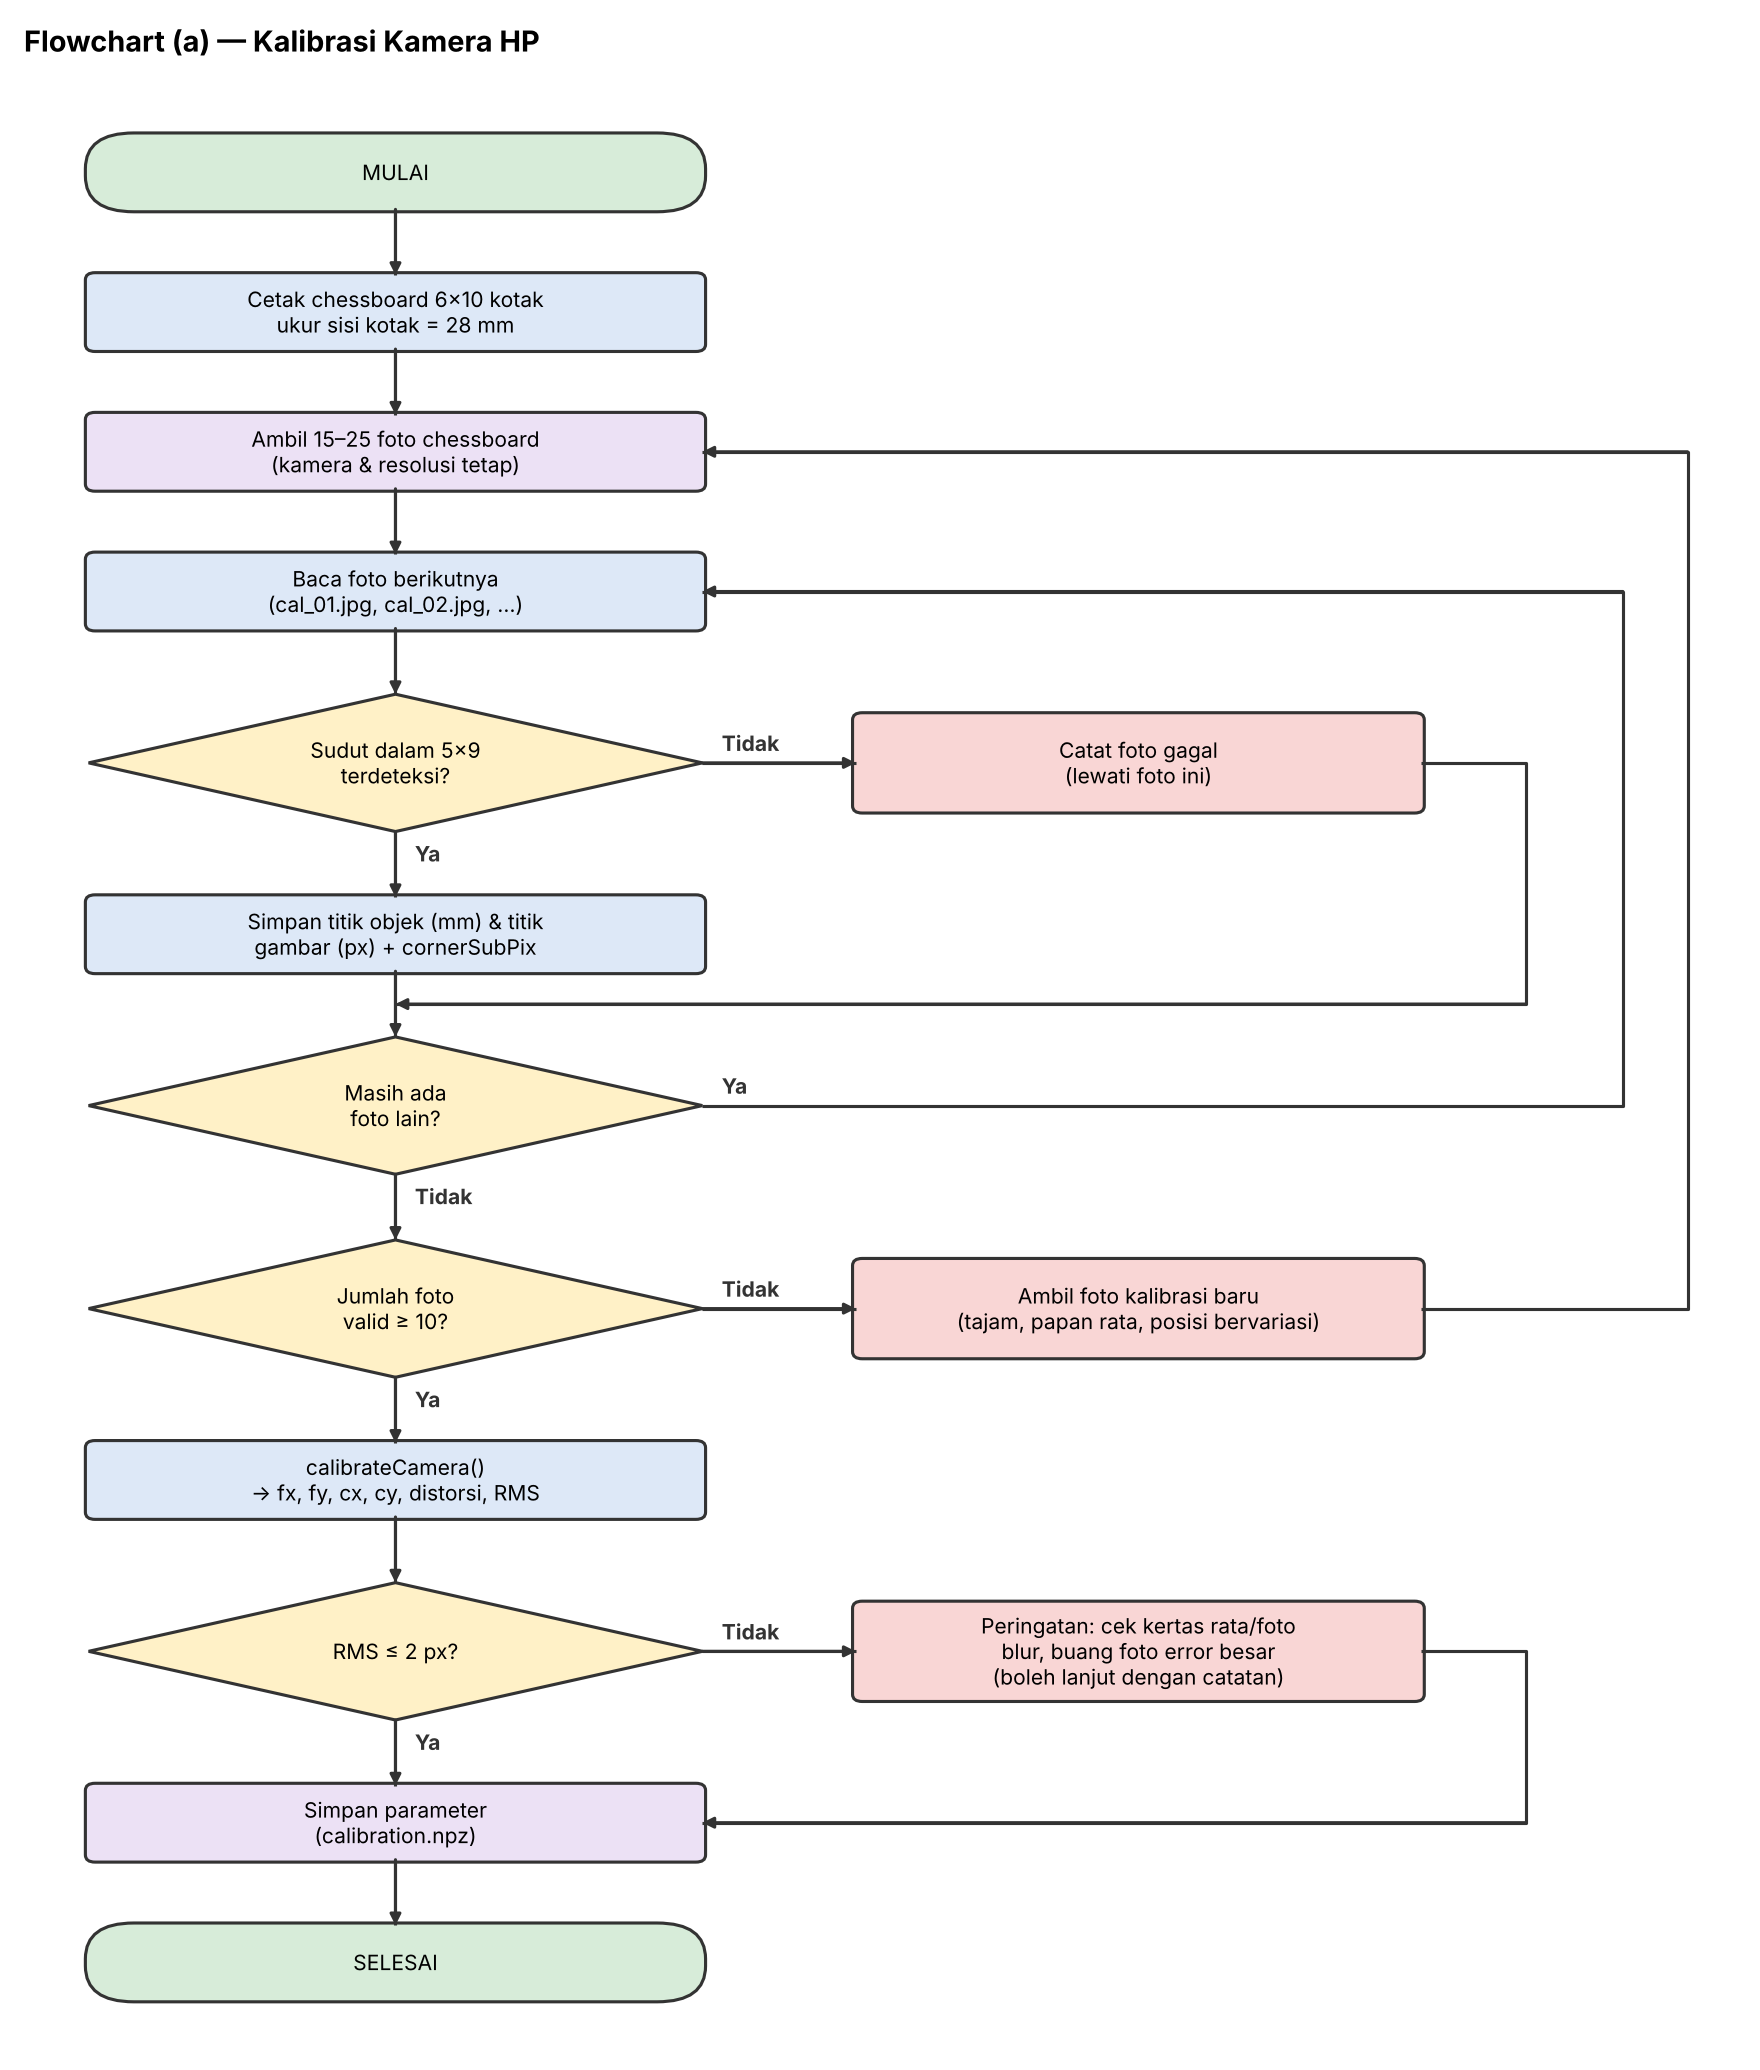 Flowchart (a) — Kalibrasi Kamera HP
MULAI
Cetak chessboard 6×10 kotak
ukur sisi kotak = 28 mm
Ambil 15–25 foto chessboard
(kamera & resolusi tetap)
Baca foto berikutnya
(cal_01.jpg, cal_02.jpg, ...)
Sudut dalam 5×9
terdeteksi?
Tidak
Catat foto gagal
(lewati foto ini)
Ya
Simpan titik objek (mm) & titik
gambar (px) + cornerSubPix
Masih ada
foto lain?
Ya
Tidak
Jumlah foto
valid ≥ 10?
Tidak
Ambil foto kalibrasi baru
(tajam, papan rata, posisi bervariasi)
Ya
calibrateCamera()
→ fx, fy, cx, cy, distorsi, RMS
RMS ≤ 2 px?
Tidak
Peringatan: cek kertas rata/foto
blur, buang foto error besar
(boleh lanjut dengan catatan)
Ya
Simpan parameter
(calibration.npz)
SELESAI